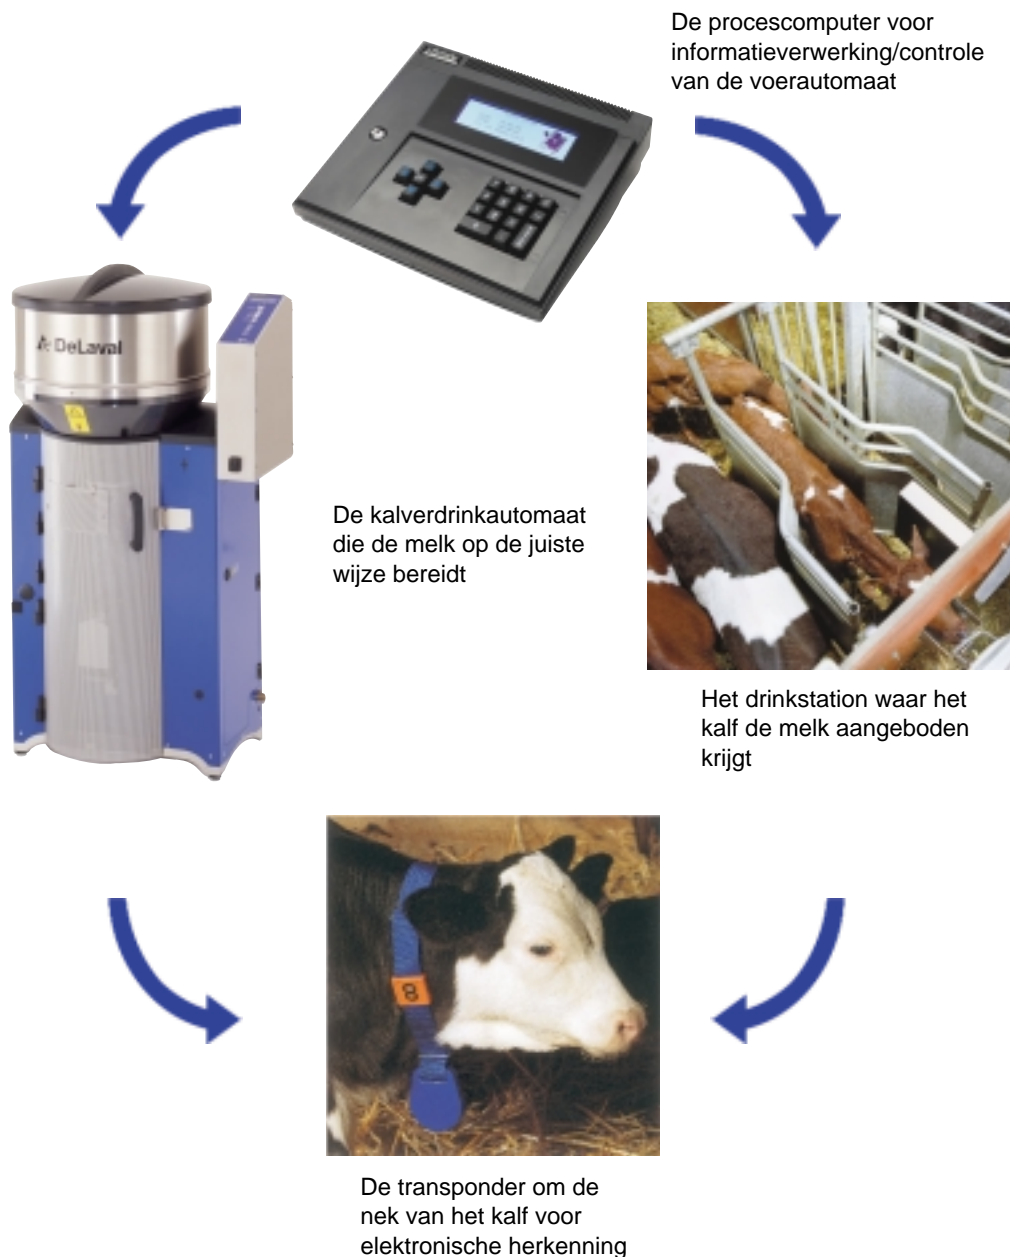 De procescomputer voor
informatieverwerking/controle
van de voerautomaat
DeLaval
De kalverdrinkautomaat
die de melk op de juiste
wijze bereidt
Het drinkstation waar het
kalf de melk aangeboden
krijgt
8
De transponder om de
nek van het kalf voor
elektronische herkenning